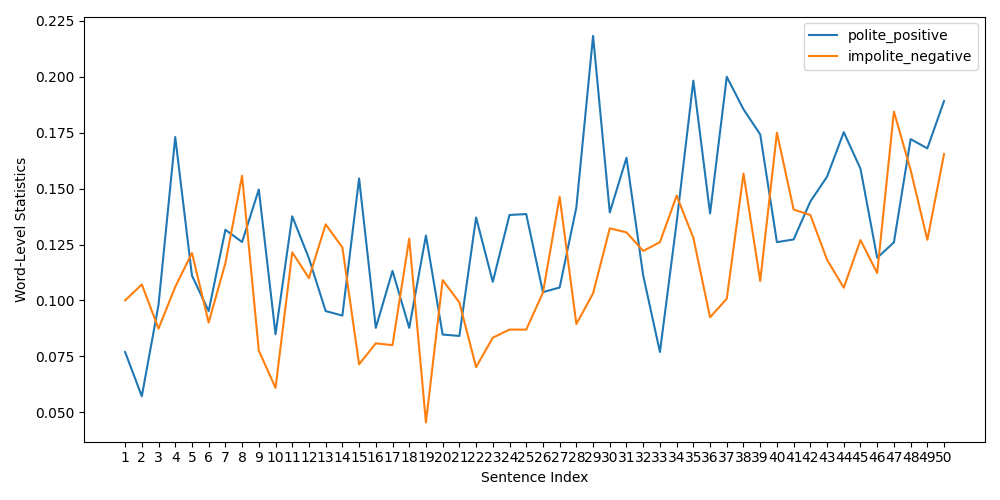 0.225
0.200
0.175
0.150
0.125
0.100
0.075
0.050
Word-Level Statistics
polite_positive
impolite_negative
1 2 3 4 5 6 7 8 9 10 11 12 13 14 15 16 17 18 19 20 21 22 23 24 25 26 27 28 29 30 31 32 33 34 35 36 37 38 39 40 41 42 43 44 45 46 47 48 49 50
Sentence Index